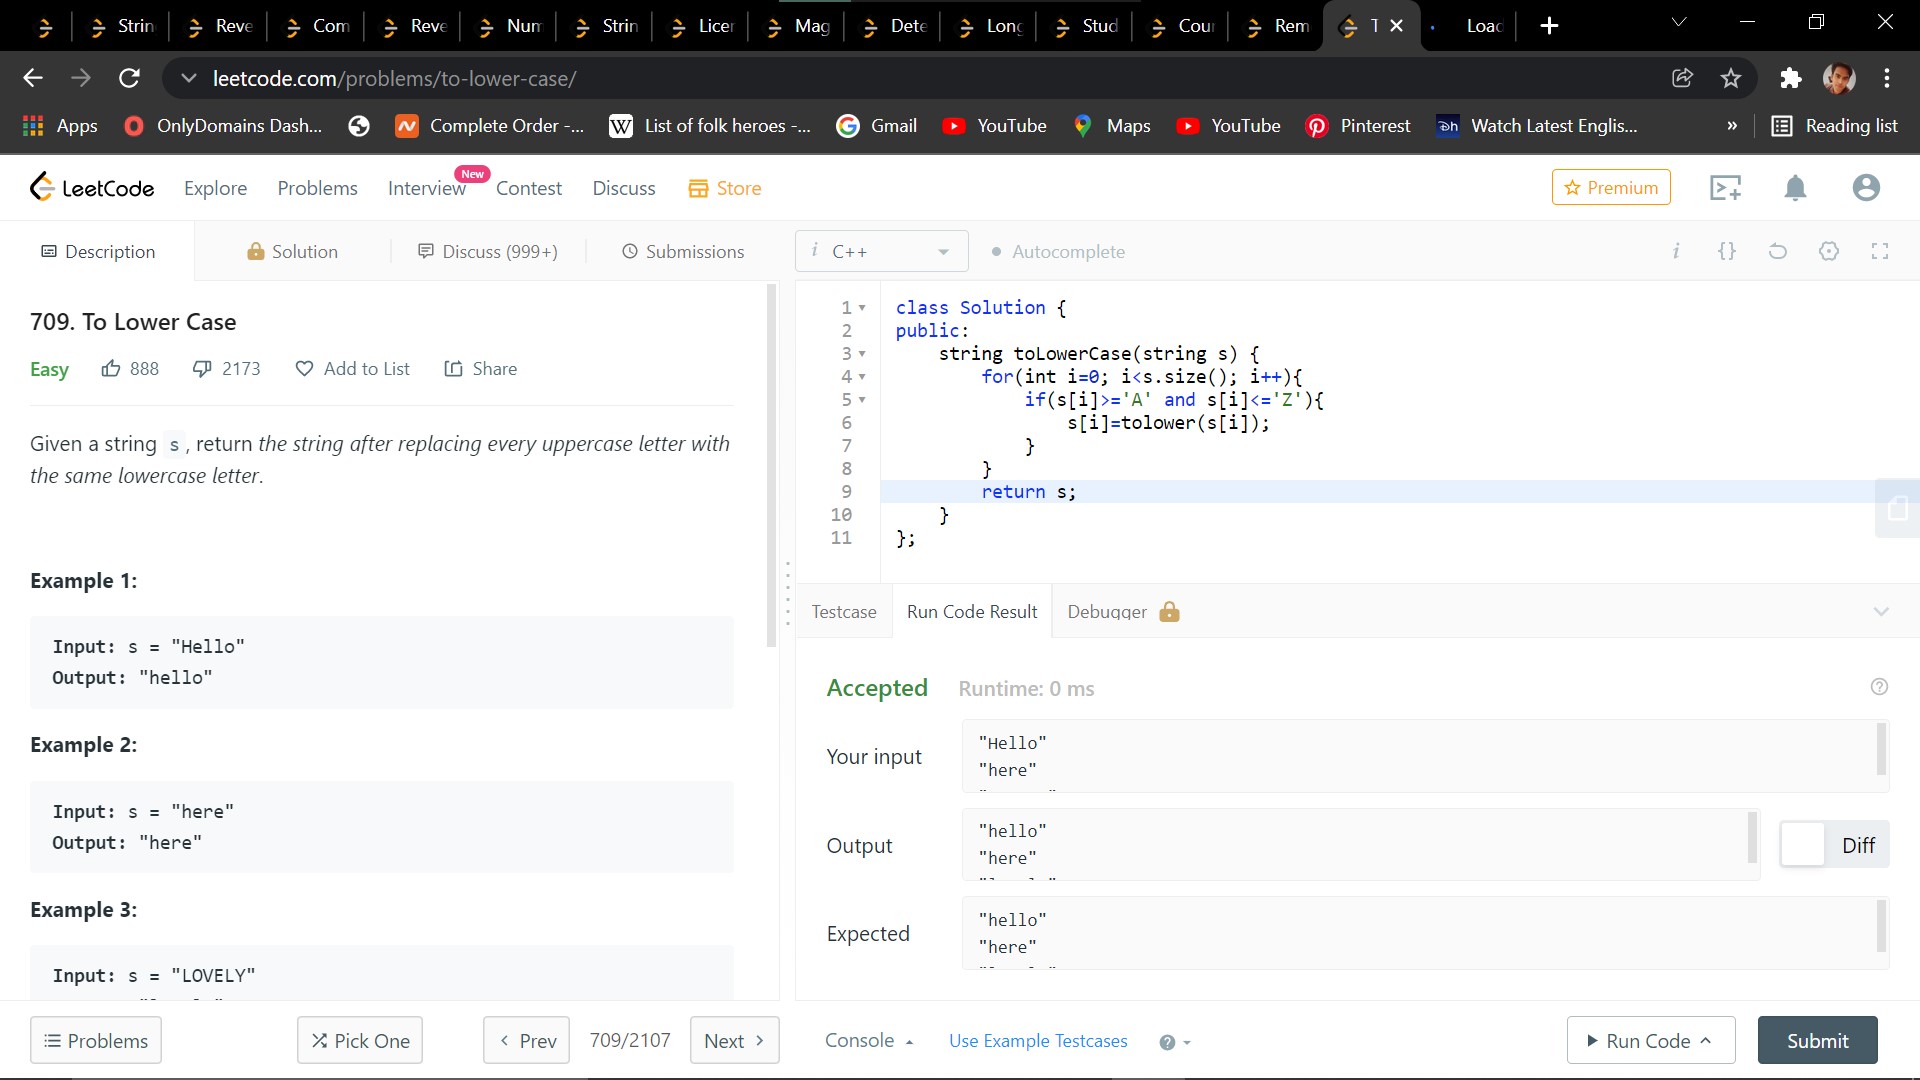 Strin
Reve
Com
Reve
Num
Strin
Licer
Mag
Dete
Long
Stud
Cour
Rem
T
Load
leetcode.com/problems/to-lower-case/
Apps
OnlyDomains Dash...
Complete Order -...
W List of folk heroes -...
Gmail
YouTube
Maps
YouTube
Pinterest
Watch Latest Englis...
»
Reading list
LeetCode
Explore
Problems
Interview
New
Contest
Discuss
Store
Premium
Description
Solution
Discuss (999+)
Submissions
i C++
Autocomplete
i
{}
709. To Lower Case
Easy
888
2173
Add to List
Share
Given a string s , return the string after replacing every uppercase letter with
the same lowercase letter.
Example 1:
Input: s = "Hello"
Output: "hello"
Example 2:
Input: s = "here"
Output: "here"
Example 3:
Input: s = "LOVELY"
Problems
Pick One
Prev
709/2107
Next
1 class Solution {
2 public:
3 string toLowerCase(string s) {
4 for(int i=0; i<s.size(); i++){
5 if(s[i]>='A' and s[i]<='Z'){
6 s[i]=tolower(s[i]);
7 }
8 }
9 return s;
10 }
11 };
Testcase
Run Code Result
Debugger
Accepted
Runtime: 0 ms
Your input
"Hello"
"here"
Output
"hello"
"here"
Diff
Expected
"hello"
"here"
Console
Use Example Testcases
Run Code
Submit